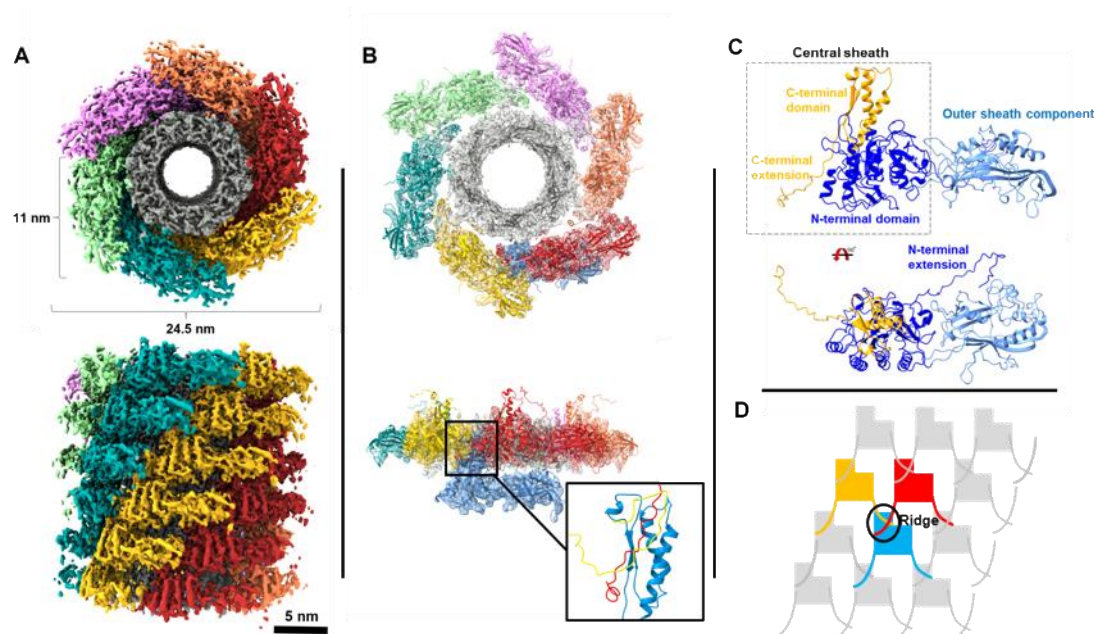 A
11 nm
24.5 nm
5 nm
B
C
Central sheath
C-terminal
domain
Outer sheath component
C-terminal
extension
N-terminal domain
N-terminal
extension
D
Ridge